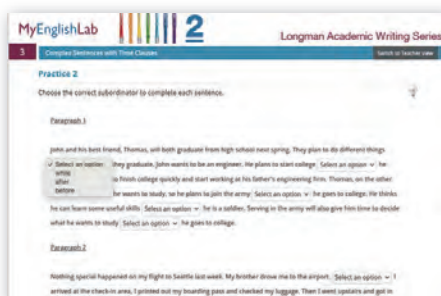 MyEnglishLab 2 Longman Academic Writing Series
3 Complex Sentences with Time Clauses Switch to Teacher View
Practice 2
Choose the correct subordinator to complete each sentence.
Paragraph 1
John and his best friend, Thomas, will both graduate from high school next spring. They plan to do different things
Select an option they graduate. John wants to be an engineer. He plans to start college Select an option he
while
after
before
to finish college quickly and start working at his father's engineering firm. Thomas, on the other
he wants to study, so he plans to join the army Select an option he goes to college. He thinks
he can learn some useful skills Select an option he is a soldier. Serving in the army will also give him time to decide
what he wants to study Select an option he goes to college.
Paragraph 2
Nothing special happened on my flight to Seattle last week. My brother drove me to the airport. Select an option I
arrived at the check-in area, I printed out my boarding pass and checked my luggage. Then I went upstairs and got in